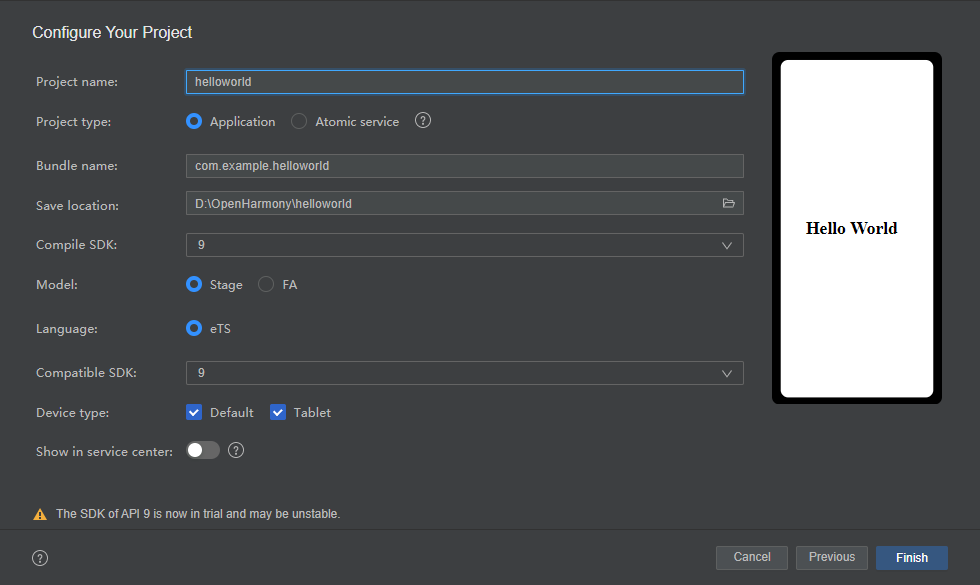 Configure Your Project
Project name: helloworld
Project type: Application Atomic service ?
Bundle name: com.example.helloworld
Save location: D:\OpenHarmony\helloworld
Hello World
Compile SDK: 9
Model: Stage FA
Language: eTS
Compatible SDK: 9
Device type: Default Tablet
Show in service center: ?
The SDK of API 9 is now in trial and may be unstable.
? Cancel Previous Finish